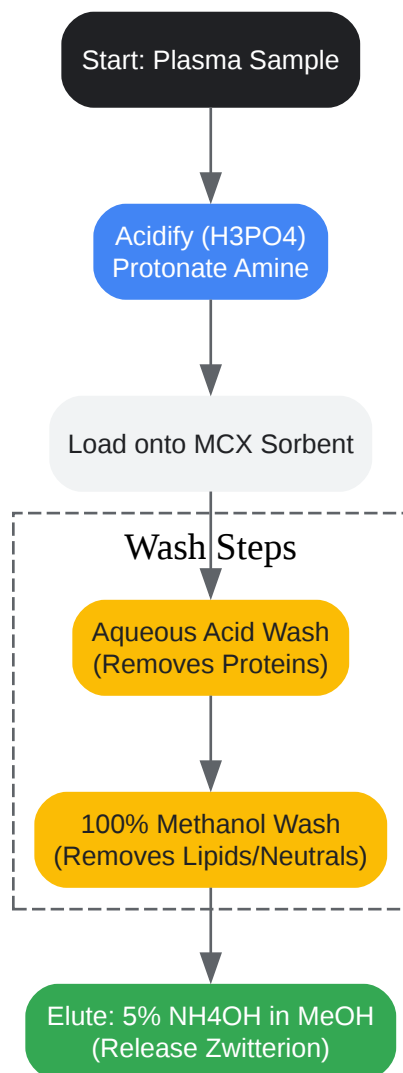 Start: Plasma Sample
Acidify (H3PO4)
Protonate Amine
Load onto MCX Sorbent
Wash Steps
Aqueous Acid Wash
(Removes Proteins)
100% Methanol Wash
(Removes Lipids/Neutrals)
Elute: 5% NH4OH in MeOH
(Release Zwitterion)